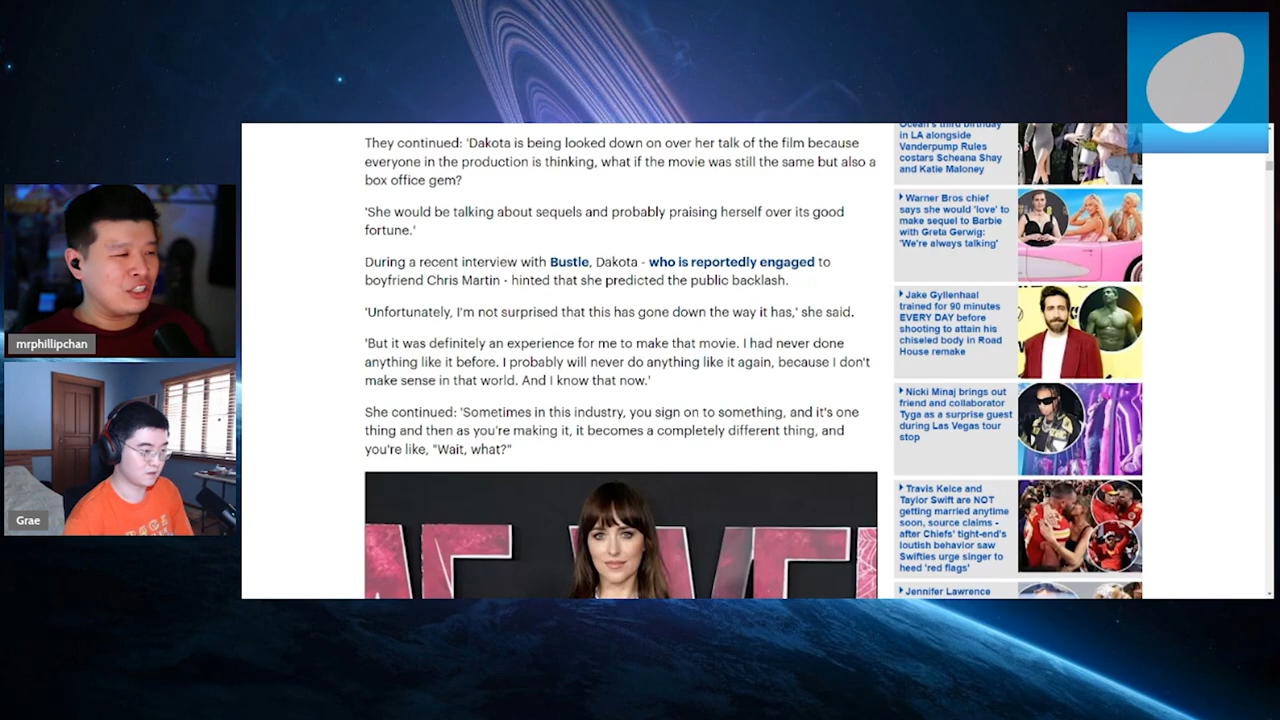 They continued: 'Dakota is being looked down on over her talk of the film because
everyone in the production is thinking, what if the movie was still the same but also a
box office gem?
'She would be talking about sequels and probably praising herself over its good
fortune.'
During a recent interview with Bustle, Dakota - who is reportedly engaged to
boyfriend Chris Martin - hinted that she predicted the public backlash.
'Unfortunately, I'm not surprised that this has gone down the way it has,' she said.
'But it was definitely an experience for me to make that movie. I had never done
anything like it before. I probably will never do anything like it again, because I don't
make sense in that world. And I know that now.'
She continued: 'Sometimes in this industry, you sign on to something, and it's one
thing and then as you're making it, it becomes a completely different thing, and
you're like, "Wait, what?"
Ocean's third birthday
in LA alongside
Vanderpump Rules
costars Scheana Shay
and Katie Maloney
Warner Bros chief
says she would 'love' to
make sequel to Barbie
with Greta Gerwig:
'We're always talking'
Jake Gyllenhaal
trained for 90 minutes
EVERY DAY before
shooting to attain his
chiseled body in Road
House remake
Nicki Minaj brings out
friend and collaborator
Tyga as a surprise guest
during Las Vegas tour
stop
Travis Kelce and
Taylor Swift are NOT
getting married anytime
soon, source claims -
after Chiefs' tight-end's
loutish behavior saw
Swifties urge singer to
heed 'red flags'
Jennifer Lawrence
mrphillipchan
Grae